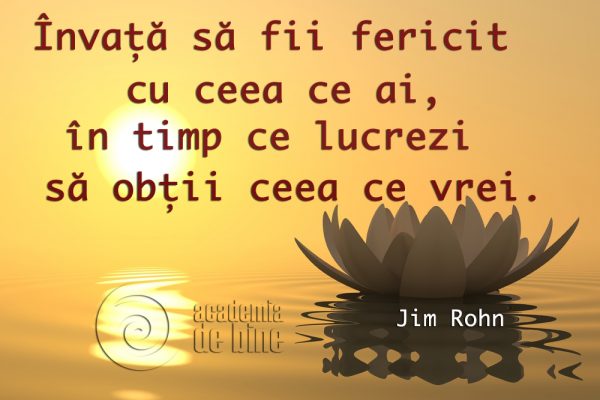 Învață să fii fericit
cu ceea ce ai,
în timp ce lucrezi
să obții ceea ce vrei.
academia
de bine
Jim Rohn